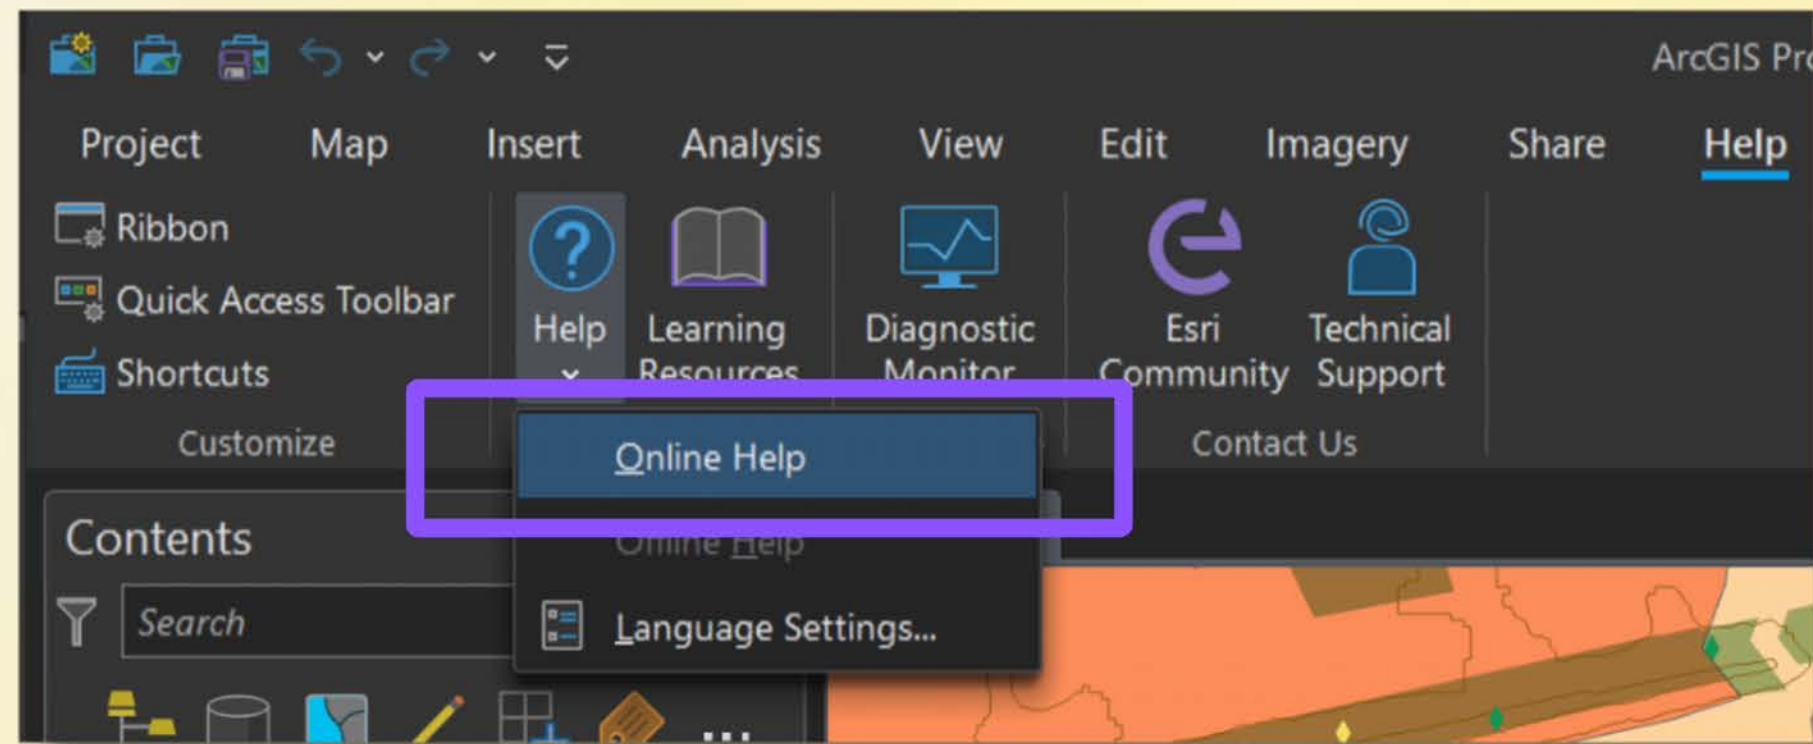 ArcGIS Pro
Project Map Insert Analysis View Edit Imagery Share Help
Ribbon
Quick Access Toolbar
Shortcuts
Customize
Help
Learning
Resources
Diagnostic
Monitor
Esri
Community
Technical
Support
Contact Us
Online Help
Offline Help
Language Settings...
Contents
Search